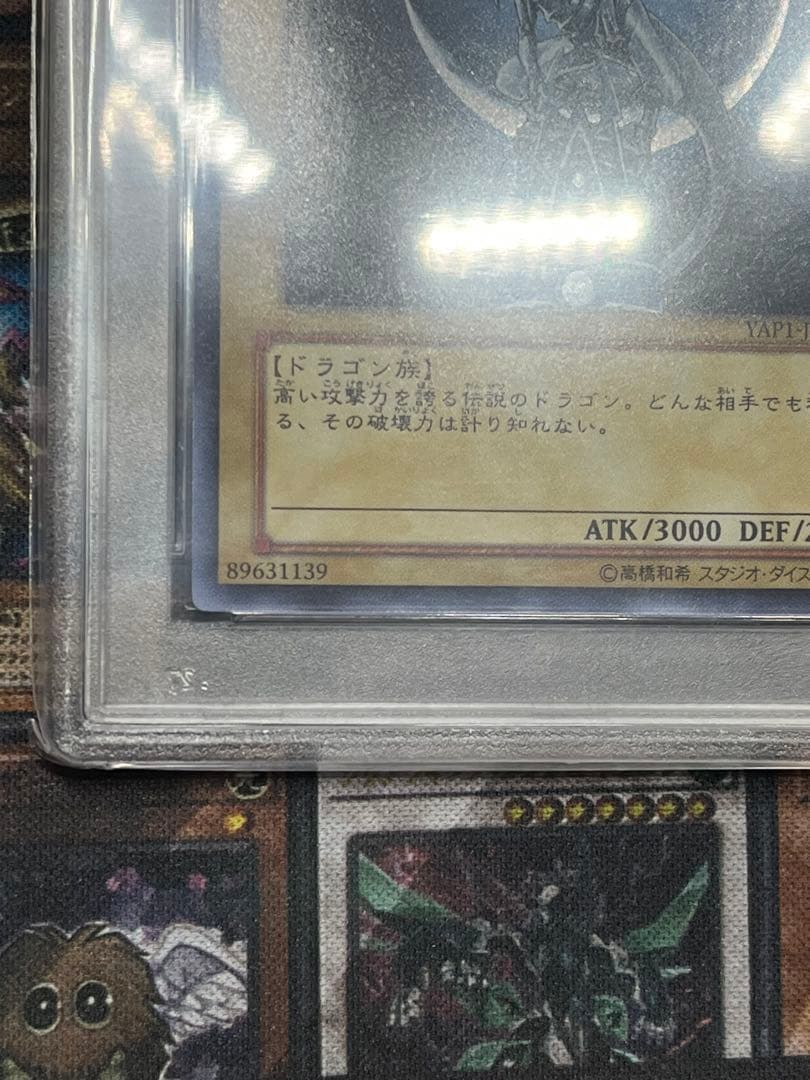 YAP1-J
【ドラゴン族】
高い攻撃力を誇る伝説のドラゴン。どんな相手でも
る、その破壊力は計り知れない。
ATK/3000 DEF/2
89631139
©高橋和希 スタジオ・ダイス